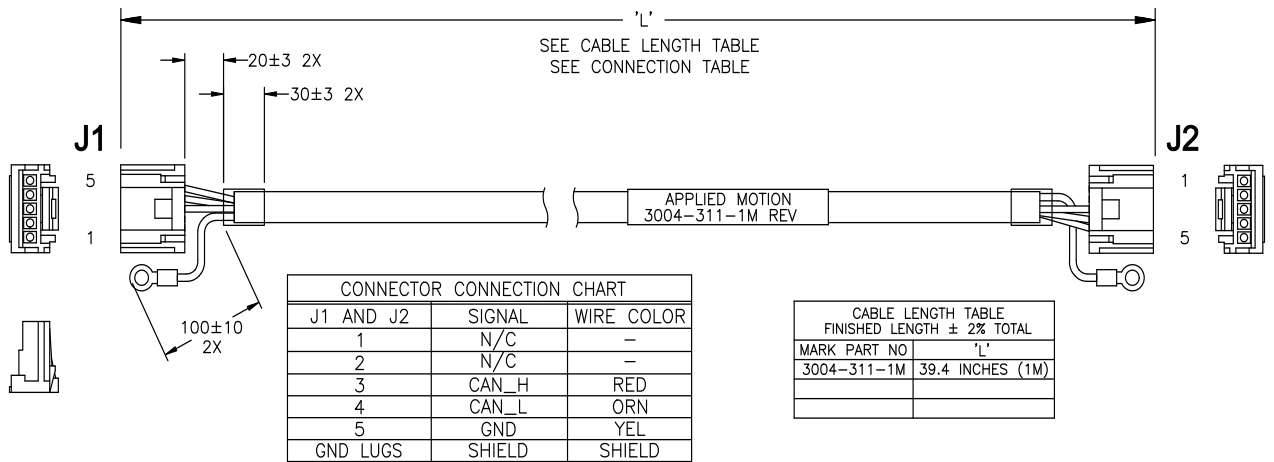 'L'
SEE CABLE LENGTH TABLE
SEE CONNECTION TABLE
20±3 2X
30±3 2X
J1
J2
5
1
1
5
APPLIED MOTION
3004-311-1M REV
100±10
2X
CONNECTOR CONNECTION CHART
J1 AND J2 SIGNAL WIRE COLOR
1 N/C –
2 N/C –
3 CAN_H RED
4 CAN_L ORN
5 GND YEL
GND LUGS SHIELD SHIELD
CABLE LENGTH TABLE
FINISHED LENGTH ± 2% TOTAL
MARK PART NO 'L'
3004-311-1M 39.4 INCHES (1M)